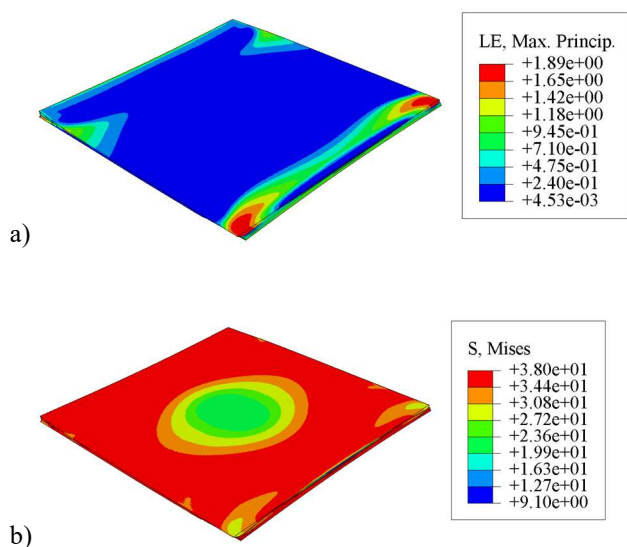 LE, Max. Princip.
+1.89e+00
+1.65e+00
+1.42e+00
+1.18e+00
+9.45e-01
+7.10e-01
+4.75e-01
+2.40e-01
+4.53e-03
a)
S, Mises
+3.80e+01
+3.44e+01
+3.08e+01
+2.72e+01
+2.36e+01
+1.99e+01
+1.63e+01
+1.27e+01
+9.10e+00
b)